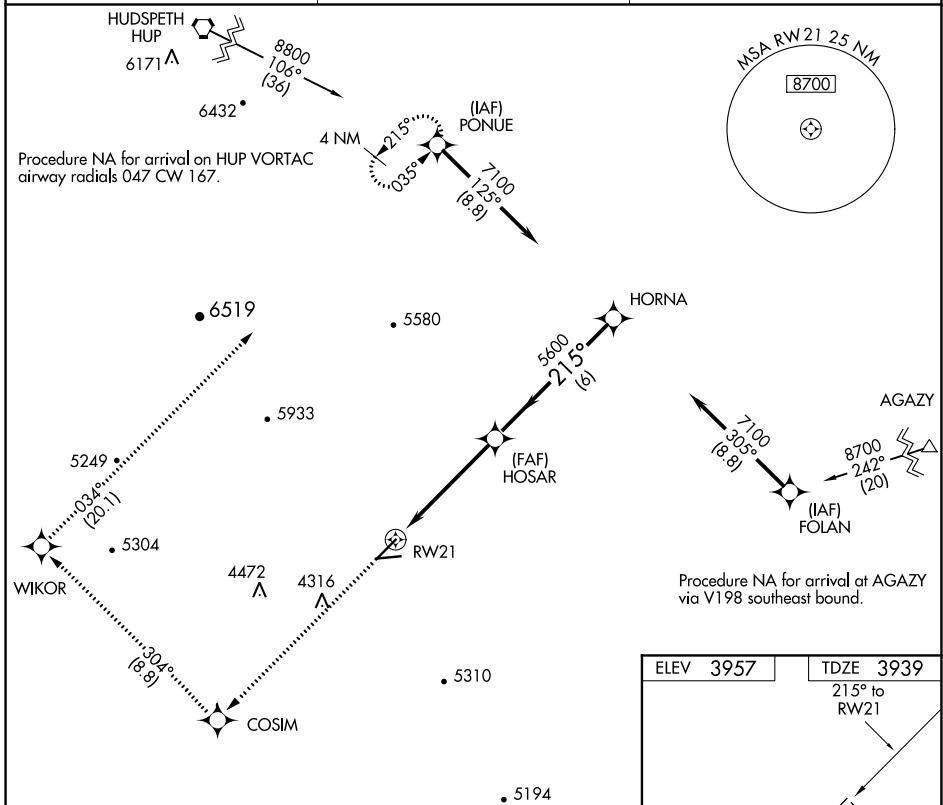 HUDSPETH
HUP
6171
8800
106°
(36)
6432
MSA RW21 25 NM
8700
(IAF)
PONUE
4 NM
215°
035°
7100
125°
(8.8)
Procedure NA for arrival on HUP VORTAC
airway radials 047 CW 167.
HORNA
6519
5580
5600
215°
(6)
5933
(FAF)
HOSAR
AGAZY
7100
305°
(8.8)
8700
242°
(20)
(IAF)
FOLAN
5249
034°
(20.1)
WIKOR
5304
RW21
4472
4316
Procedure NA for arrival at AGAZY
via V198 southeast bound.
304°
(8.8)
COSIM
5310
5194
ELEV 3957
TDZE 3939
215° to
RW21